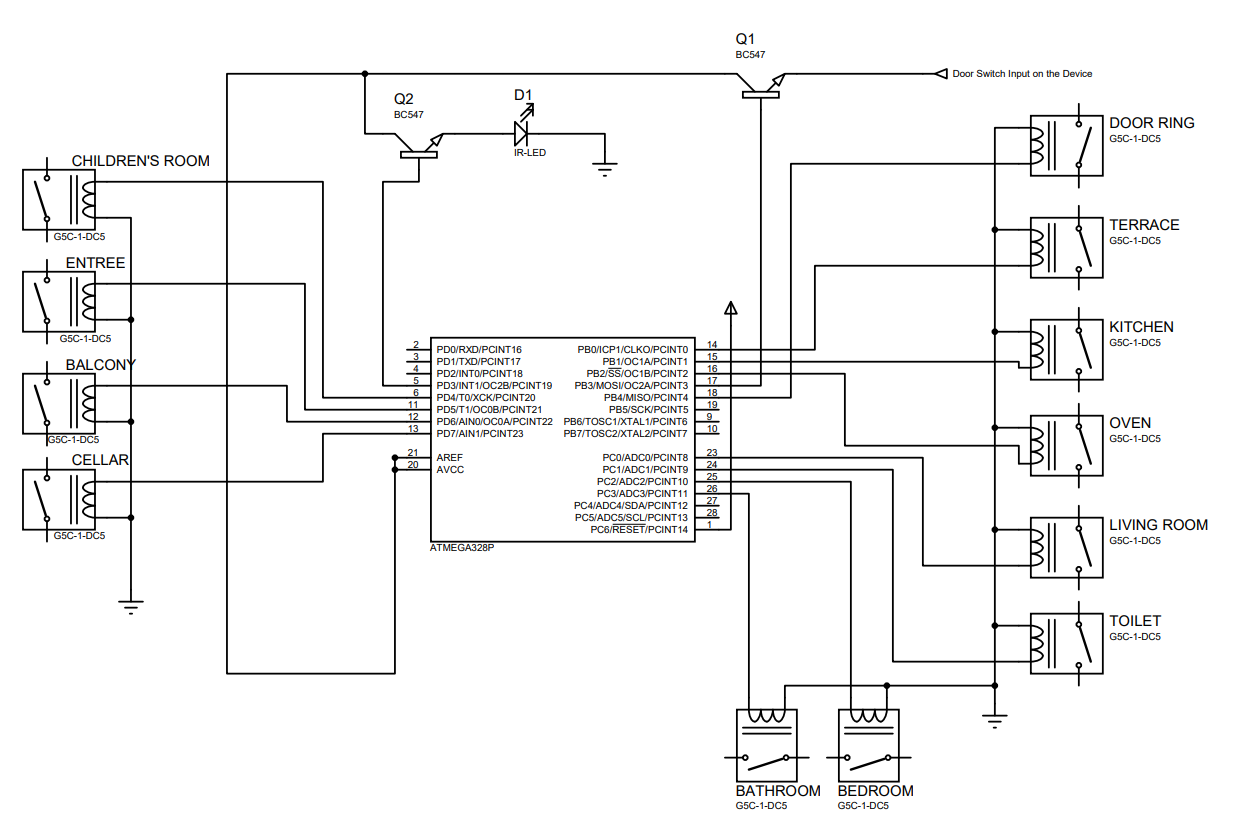 Q1
BC547
Door Switch Input on the Device
Q2
BC547
D1
IR-LED
DOOR RING
G5C-1-DC5
CHILDREN'S ROOM
G5C-1-DC5
TERRACE
G5C-1-DC5
ENTREE
G5C-1-DC5
KITCHEN
G5C-1-DC5
BALCONY
G5C-1-DC5
OVEN
G5C-1-DC5
CELLAR
G5C-1-DC5
LIVING ROOM
G5C-1-DC5
TOILET
G5C-1-DC5
2 PD0/RXD/PCINT16
3 PD1/TXD/PCINT17
4 PD2/INT0/PCINT18
5 PD3/INT1/OC2B/PCINT19
6 PD4/T0/XCK/PCINT20
11 PD5/T1/OC0B/PCINT21
12 PD6/AIN0/OC0A/PCINT22
13 PD7/AIN1/PCINT23
21 AREF
20 AVCC
PB0/ICP1/CLKO/PCINT0 14
PB1/OC1A/PCINT1 15
PB2/SS/OC1B/PCINT2 16
PB3/MOSI/OC2A/PCINT3 17
PB4/MISO/PCINT4 18
PB5/SCK/PCINT5 19
PB6/TOSC1/XTAL1/PCINT6 9
PB7/TOSC2/XTAL2/PCINT7 10
PC0/ADC0/PCINT8 23
PC1/ADC1/PCINT9 24
PC2/ADC2/PCINT10 25
PC3/ADC3/PCINT11 26
PC4/ADC4/SDA/PCINT12 27
PC5/ADC5/SCL/PCINT13 28
PC6/RESET/PCINT14 1
ATMEGA328P
BATHROOM
G5C-1-DC5
BEDROOM
G5C-1-DC5